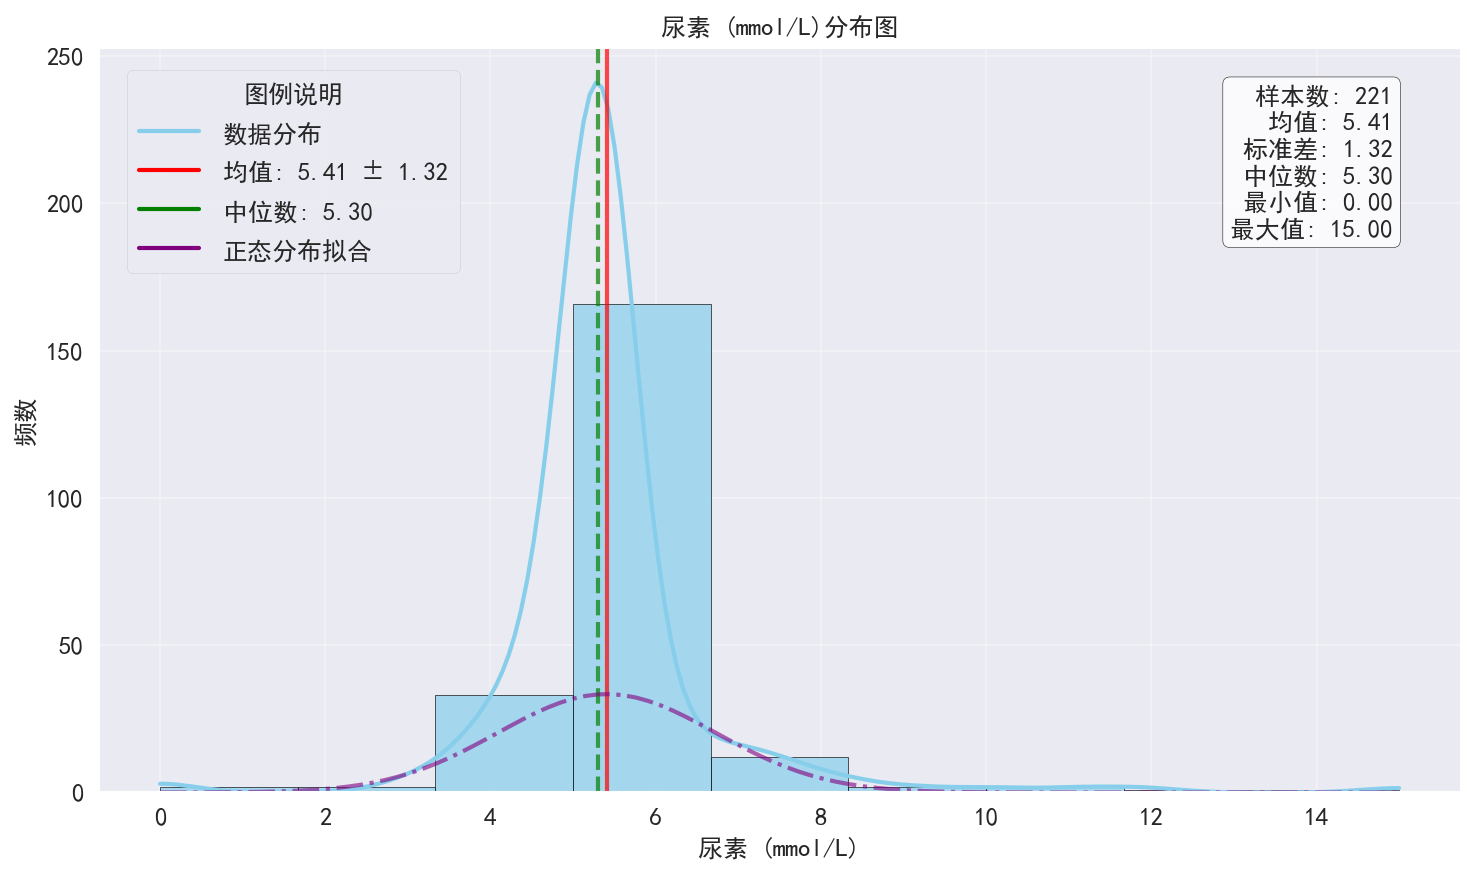 尿素 (mmol/L)分布图
250
200
150
100
50
0
频数
图例说明
数据分布
均值: 5.41 ± 1.32
中位数: 5.30
正态分布拟合
样本数: 221
均值: 5.41
标准差: 1.32
中位数: 5.30
最小值: 0.00
最大值: 15.00
0 2 4 6 8 10 12 14
尿素 (mmol/L)